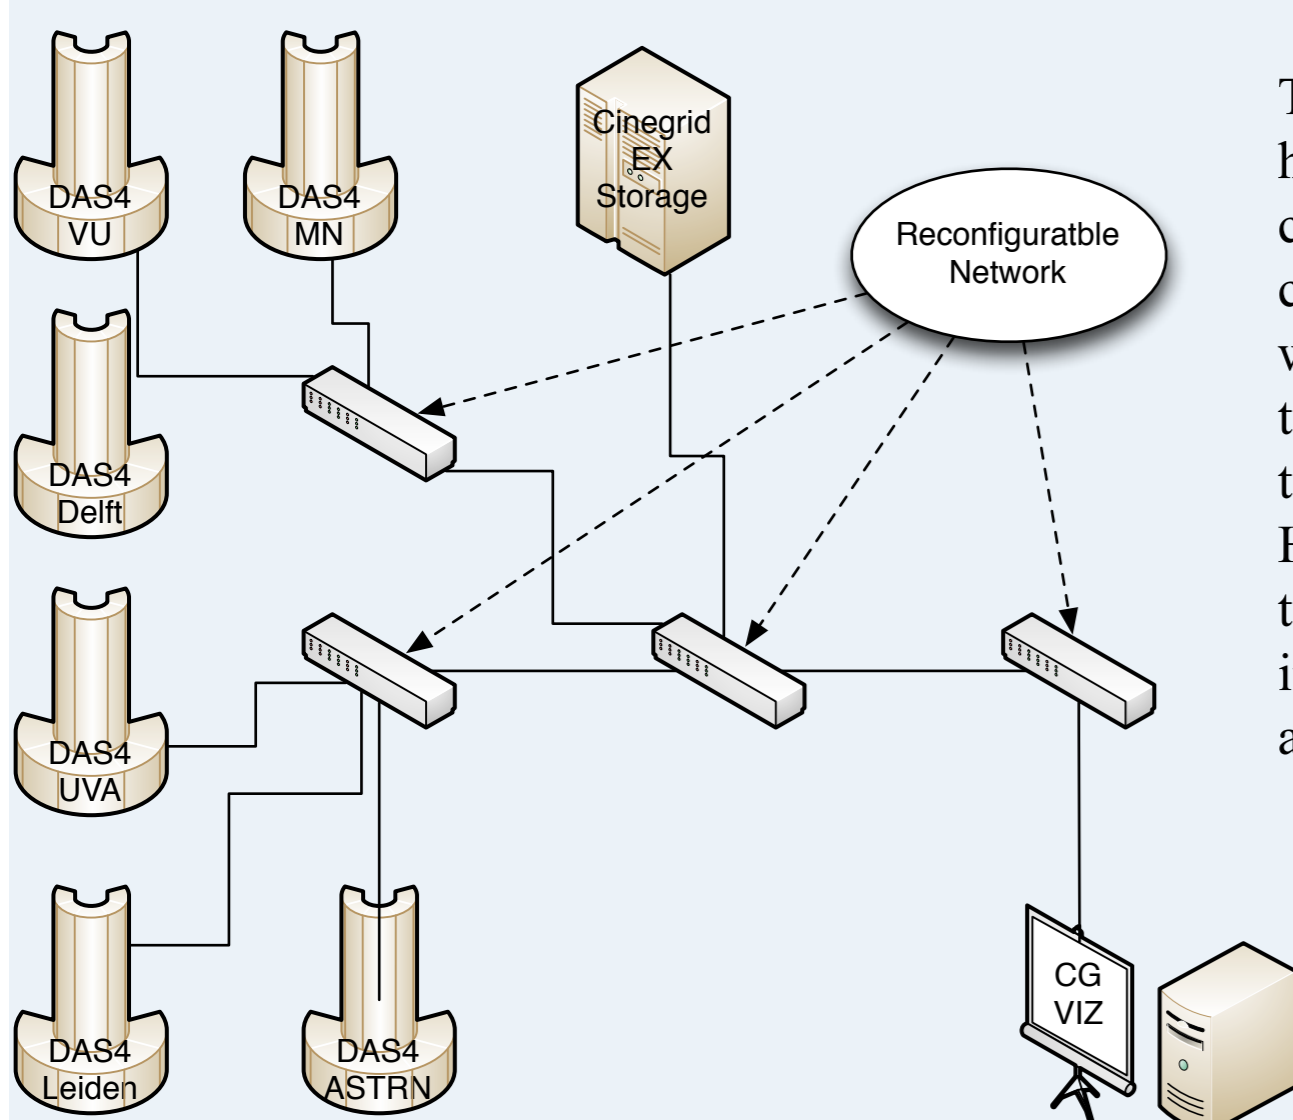 DAS4
VU
DAS4
MN
Cinegrid
EX
Storage
Reconfiguratble
Network
DAS4
Delft
DAS4
UVA
DAS4
Leiden
DAS4
ASTRN
CG
VIZ